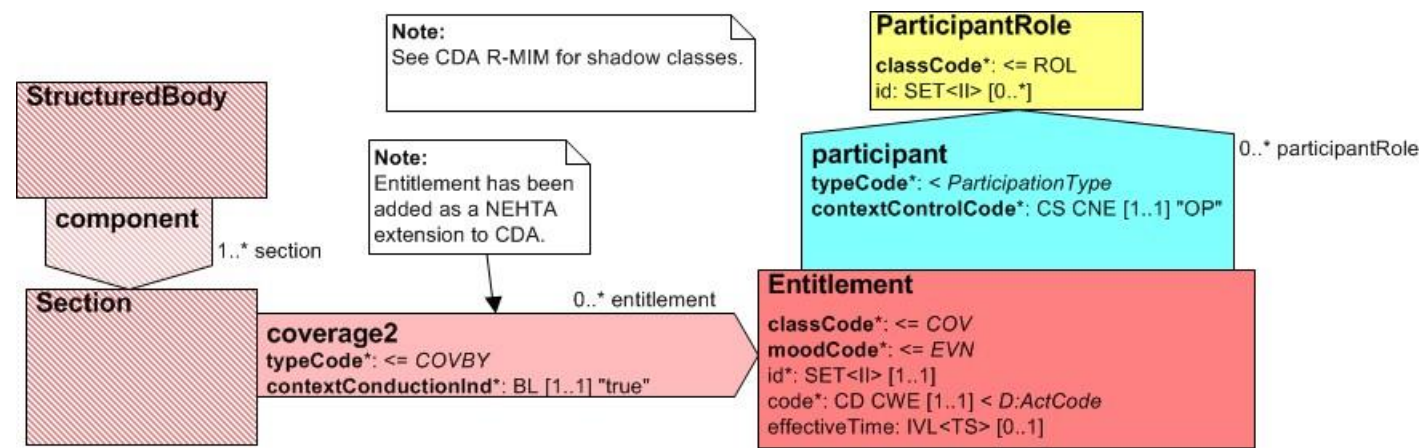 Note:
See CDA R-MIM for shadow classes.
ParticipantRole
classCode*: <= ROL
id: SET<II> [0..*]
StructuredBody
component
1..* section
Note:
Entitlement has been
added as a NEHTA
extension to CDA.
participant
typeCode*: < ParticipationType
contextControlCode*: CS CNE [1..1] "OP"
0..* participantRole
Section
coverage2
typeCode*: <= COVBY
contextConductionInd*: BL [1..1] "true"
0..* entitlement
Entitlement
classCode*: <= COV
moodCode*: <= EVN
id*: SET<II> [1..1]
code*: CD CWE [1..1] < D:ActCode
effectiveTime: IVL<TS> [0..1]